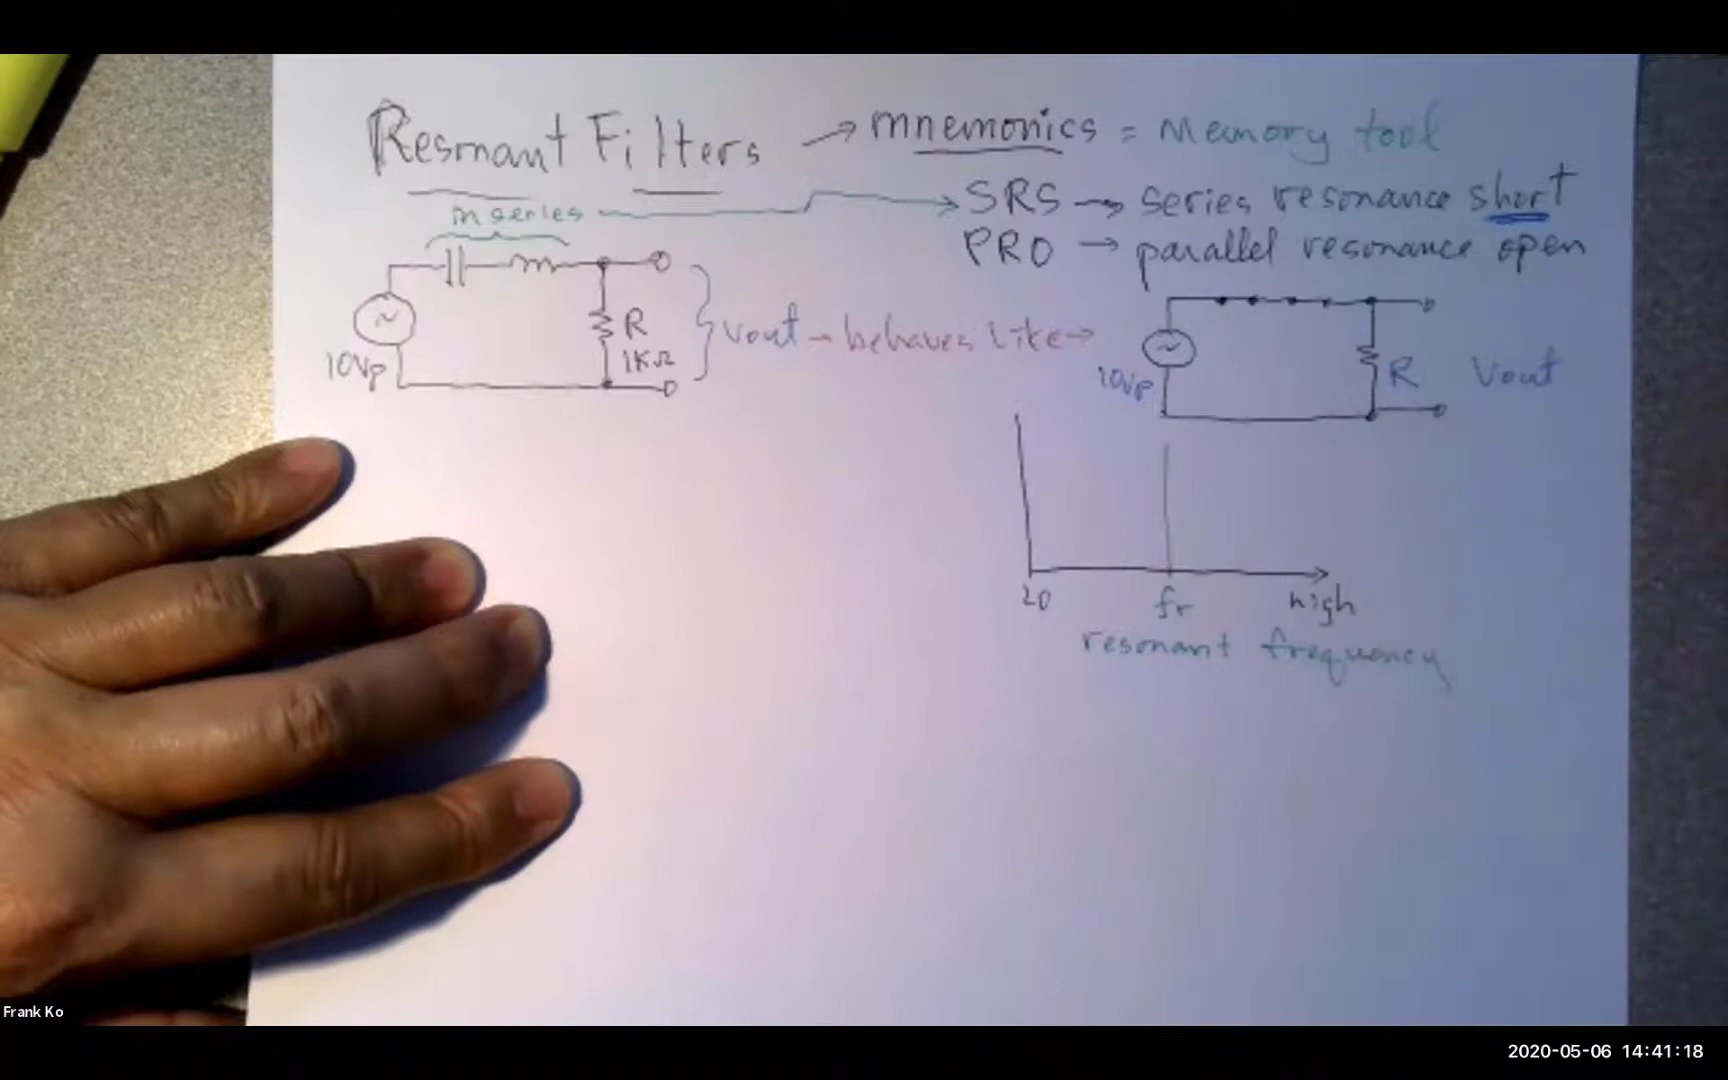 Resmant Filters → mnemonics = Memory tool
in series → SRS → series resonance short
PRO → parallel resonance open
10Vp
R
1KΩ
Vout → behaves like →
10Vp
R
Vout
20
fr
high
resonant frequency
Frank Ko
2020-05-06 14:41:18